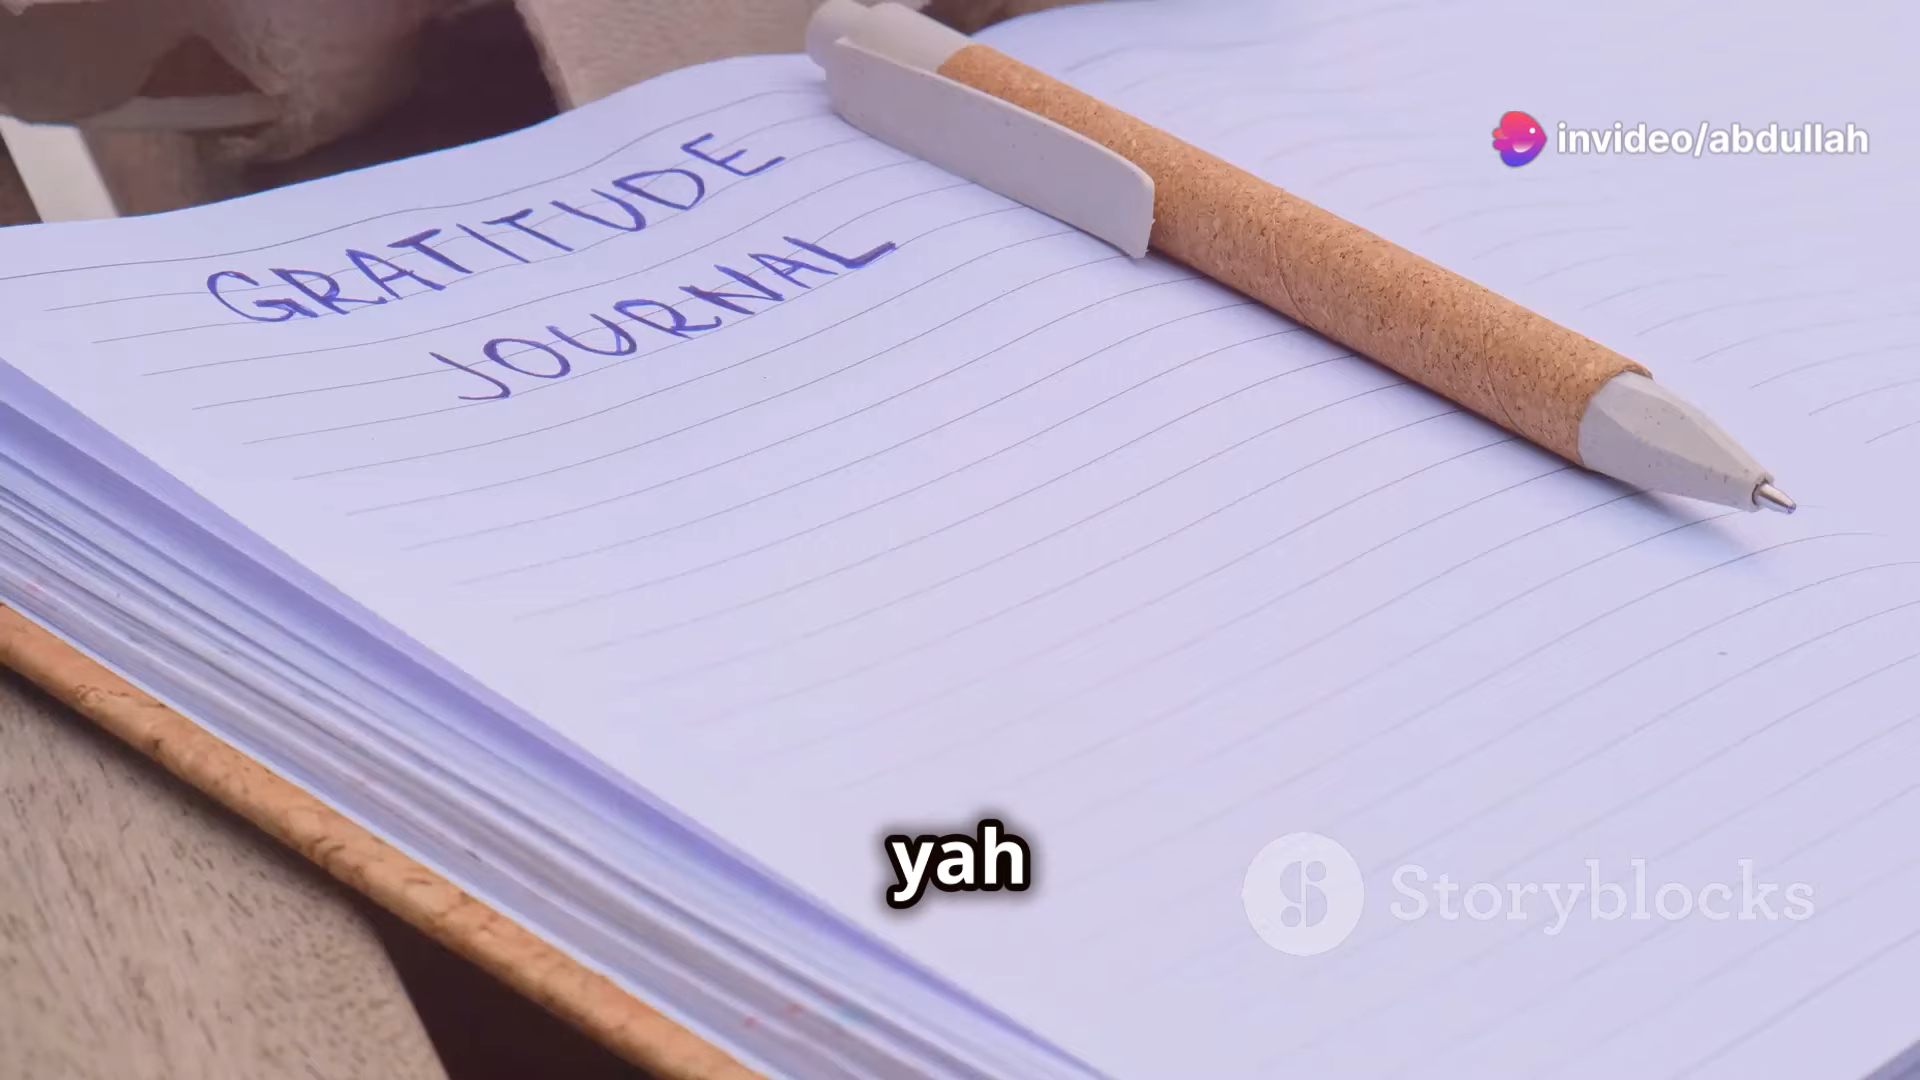 invideo/abdullah
GRATITUDE
JOURNAL
yah
Storyblocks